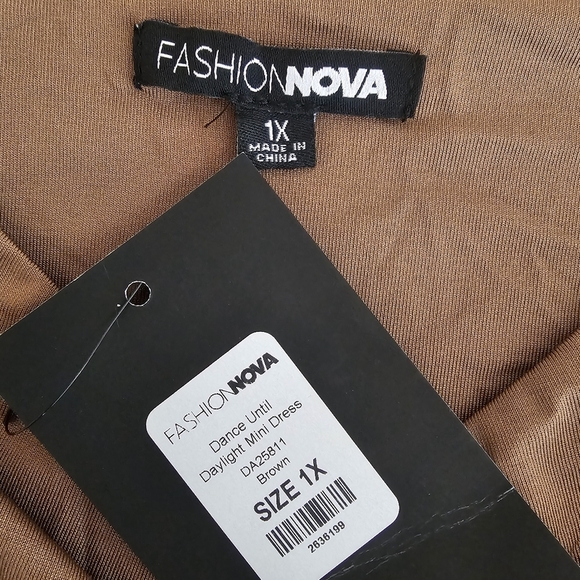 FASHIONNOVA
1X
MADE IN
CHINA
FASHIONNOVA
Dance Until
Daylight Mini Dress
DA25811
Brown
SIZE 1X
2636199